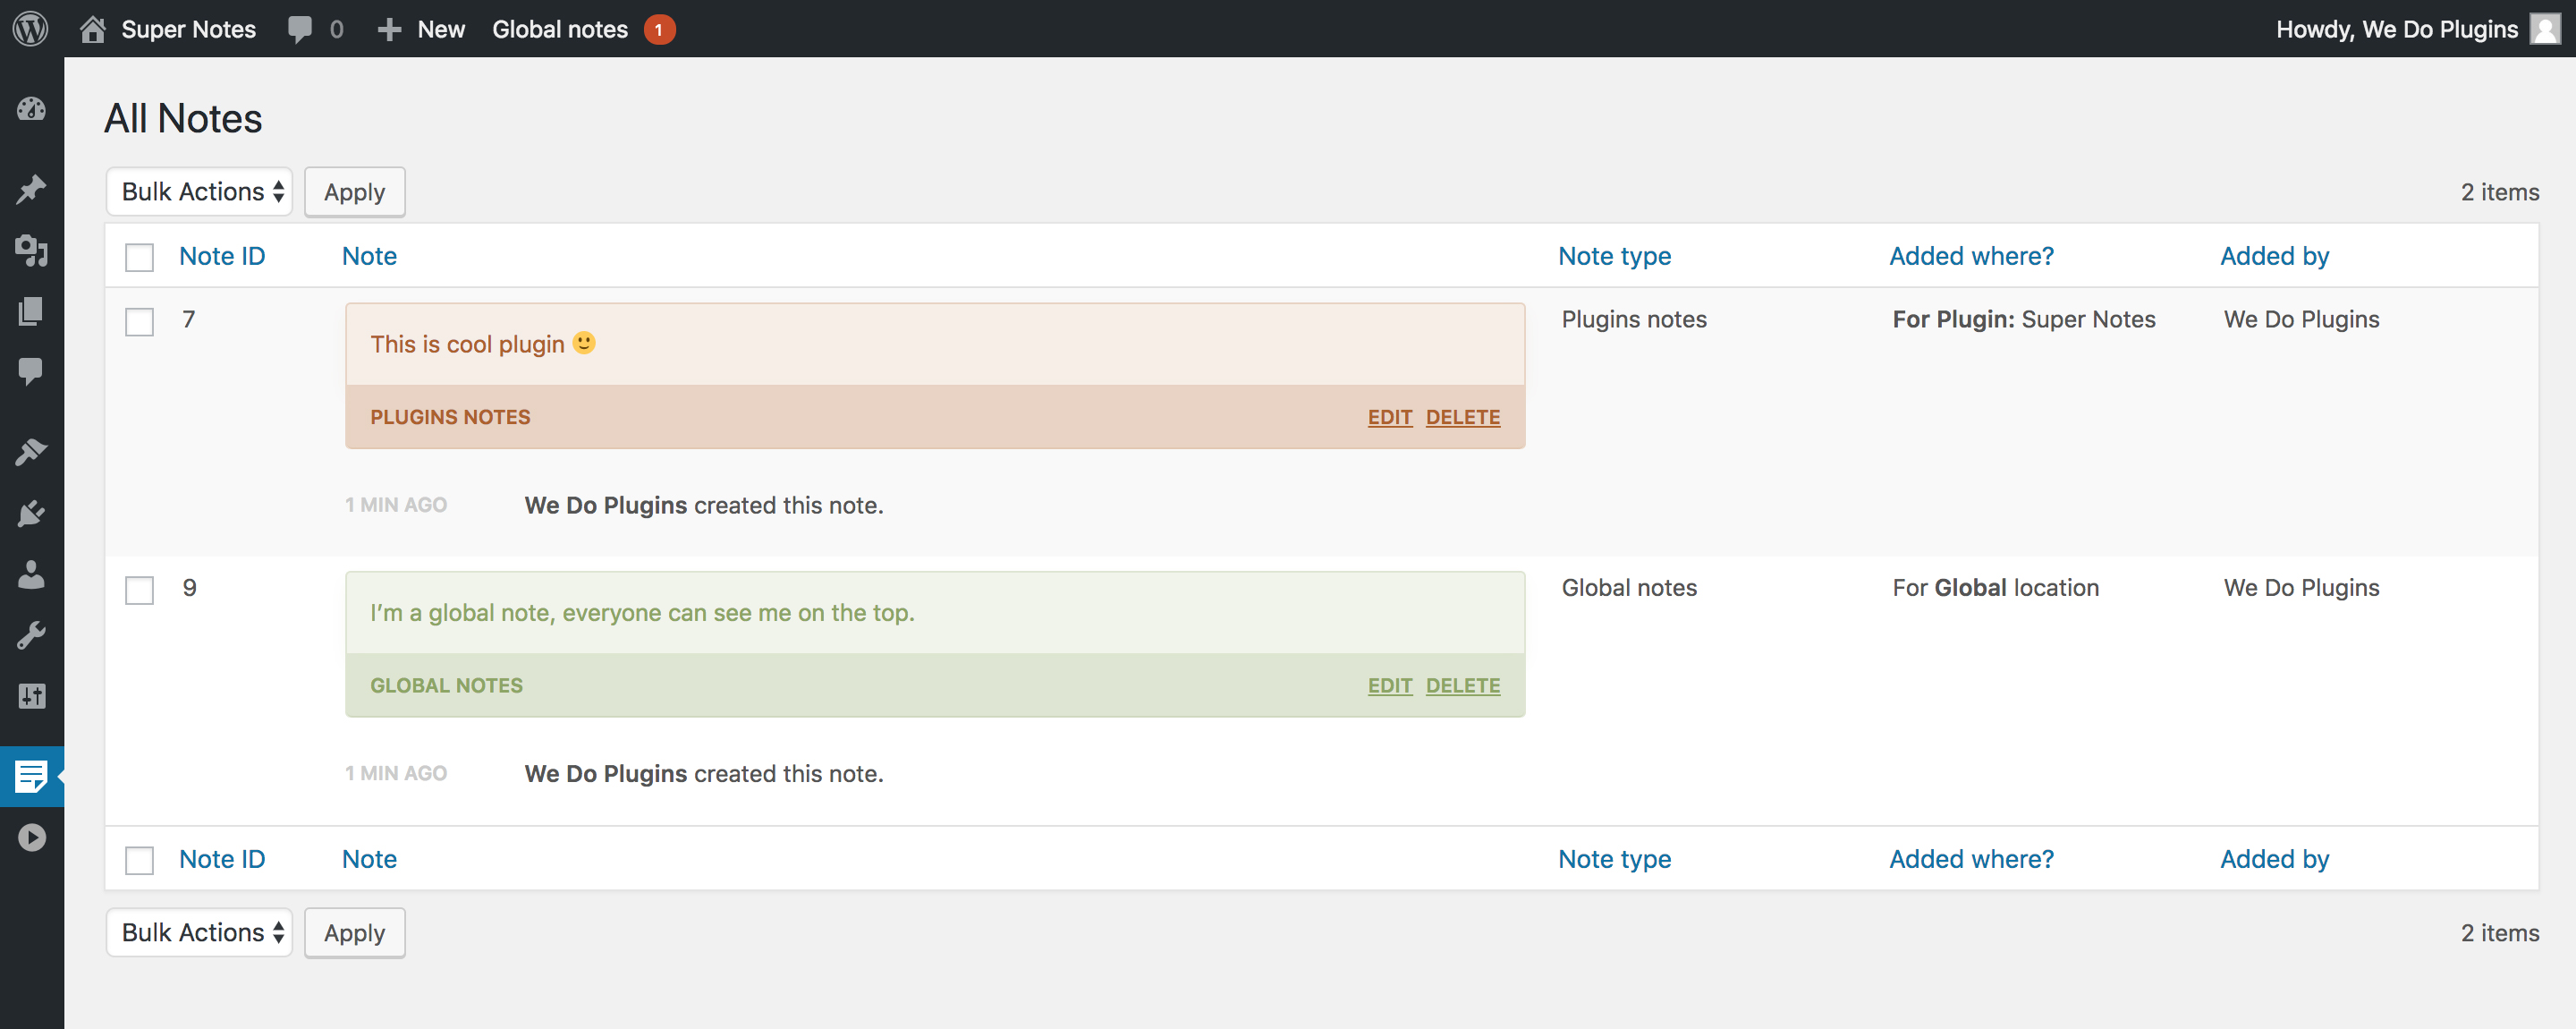 Super Notes 0 New Global notes 1 Howdy, We Do Plugins
All Notes
Bulk Actions Apply 2 items
Note ID Note Note type Added where? Added by
7 This is cool plugin 🙂 Plugins notes For Plugin: Super Notes We Do Plugins
PLUGINS NOTES EDIT DELETE
1 MIN AGO We Do Plugins created this note.
9 I’m a global note, everyone can see me on the top. Global notes For Global location We Do Plugins
GLOBAL NOTES EDIT DELETE
1 MIN AGO We Do Plugins created this note.
Note ID Note Note type Added where? Added by
Bulk Actions Apply 2 items